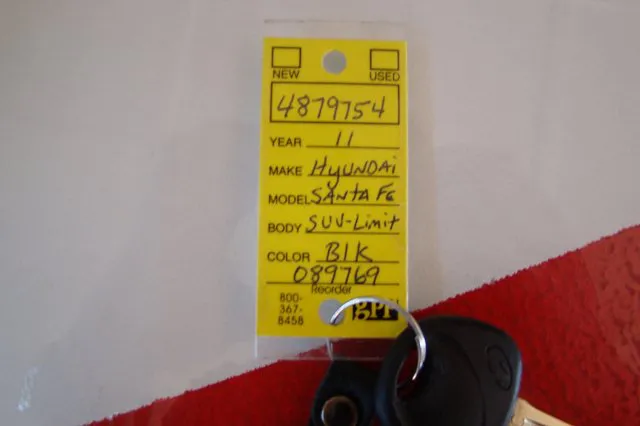 NEW USED
4879754
YEAR 11
MAKE HYUNDAi
MODEL SANTA FE
BODY SUV-Limit
COLOR Blk
089769
Reorder
800-
367-
8458